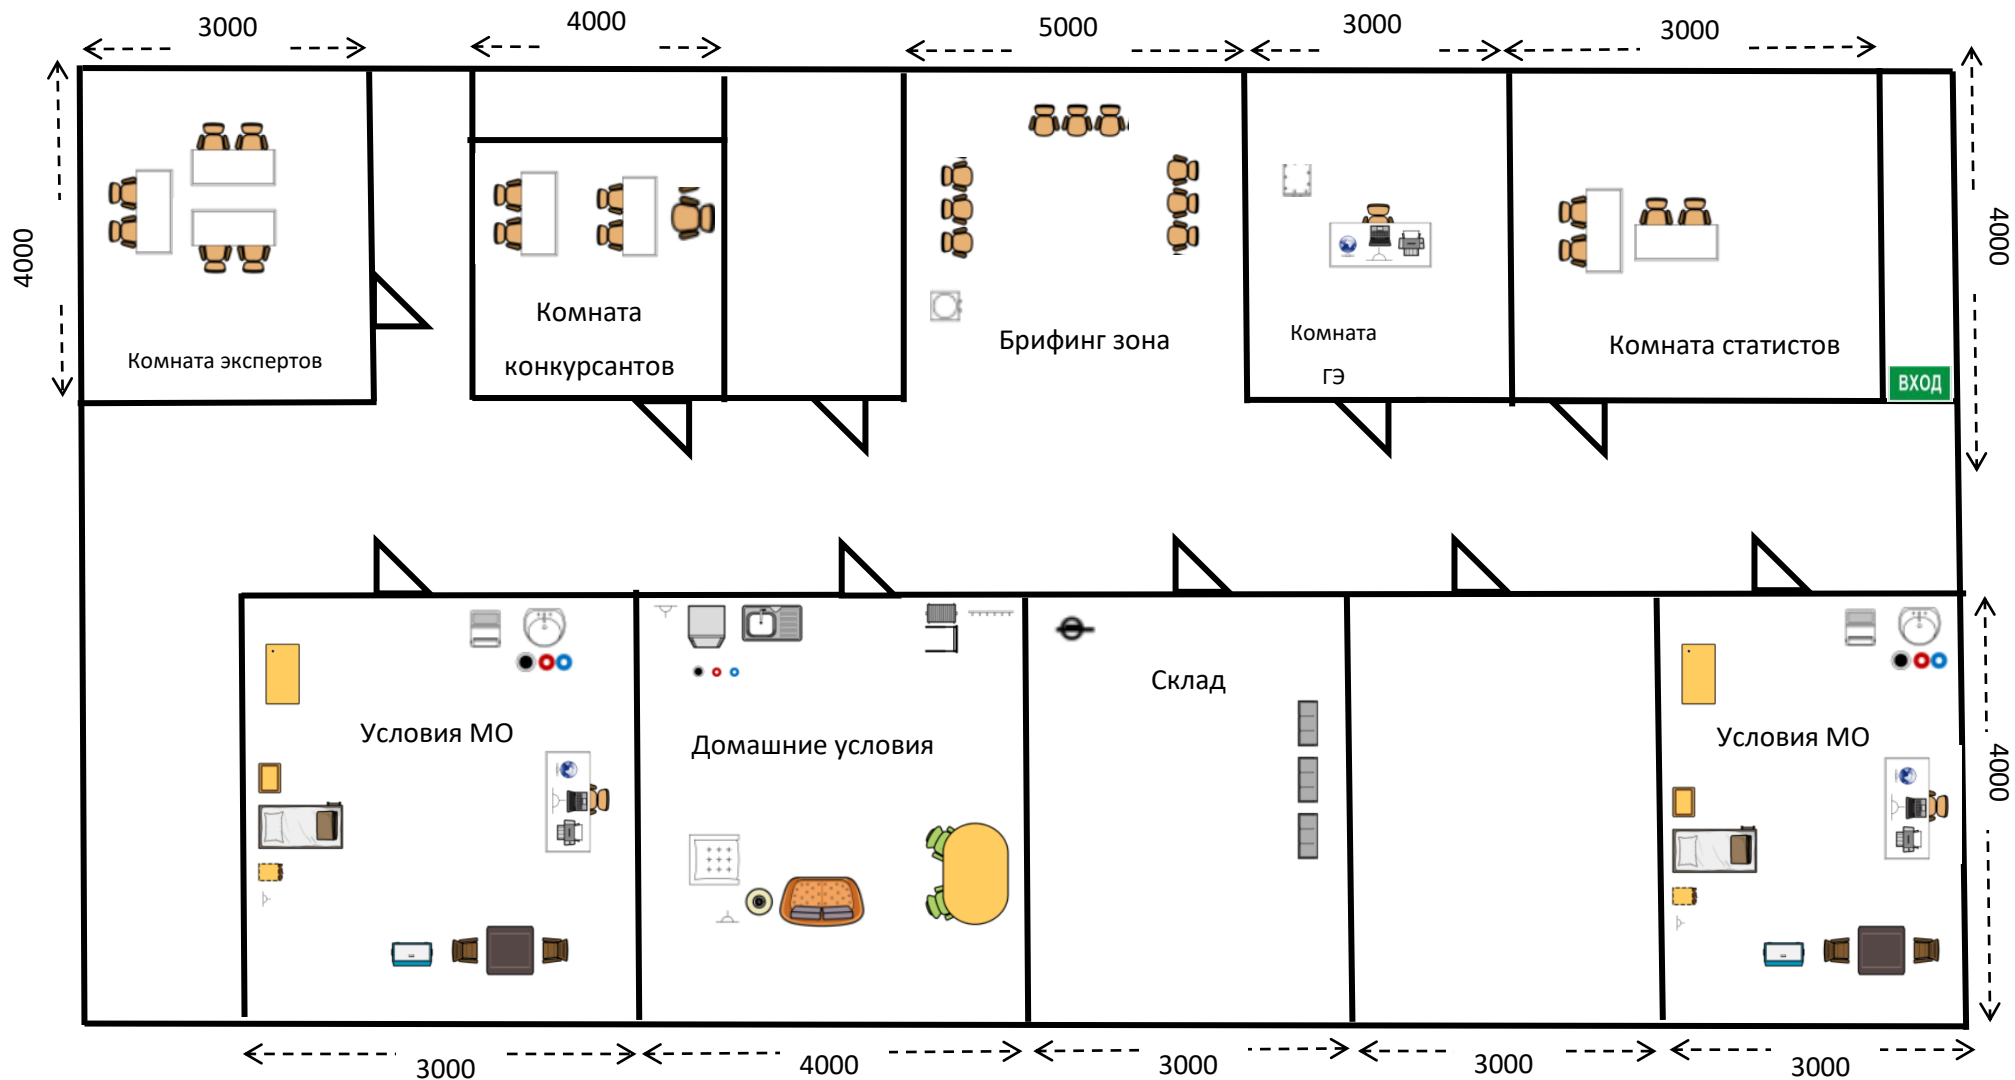 3000
4000
5000
3000
3000
4000
4000
Комната экспертов
Комната
конкурсантов
Брифинг зона
Комната
ГЭ
Комната статистов
ВХОД
Условия МО
Домашние условия
Склад
Условия МО
4000
3000
4000
3000
3000
3000